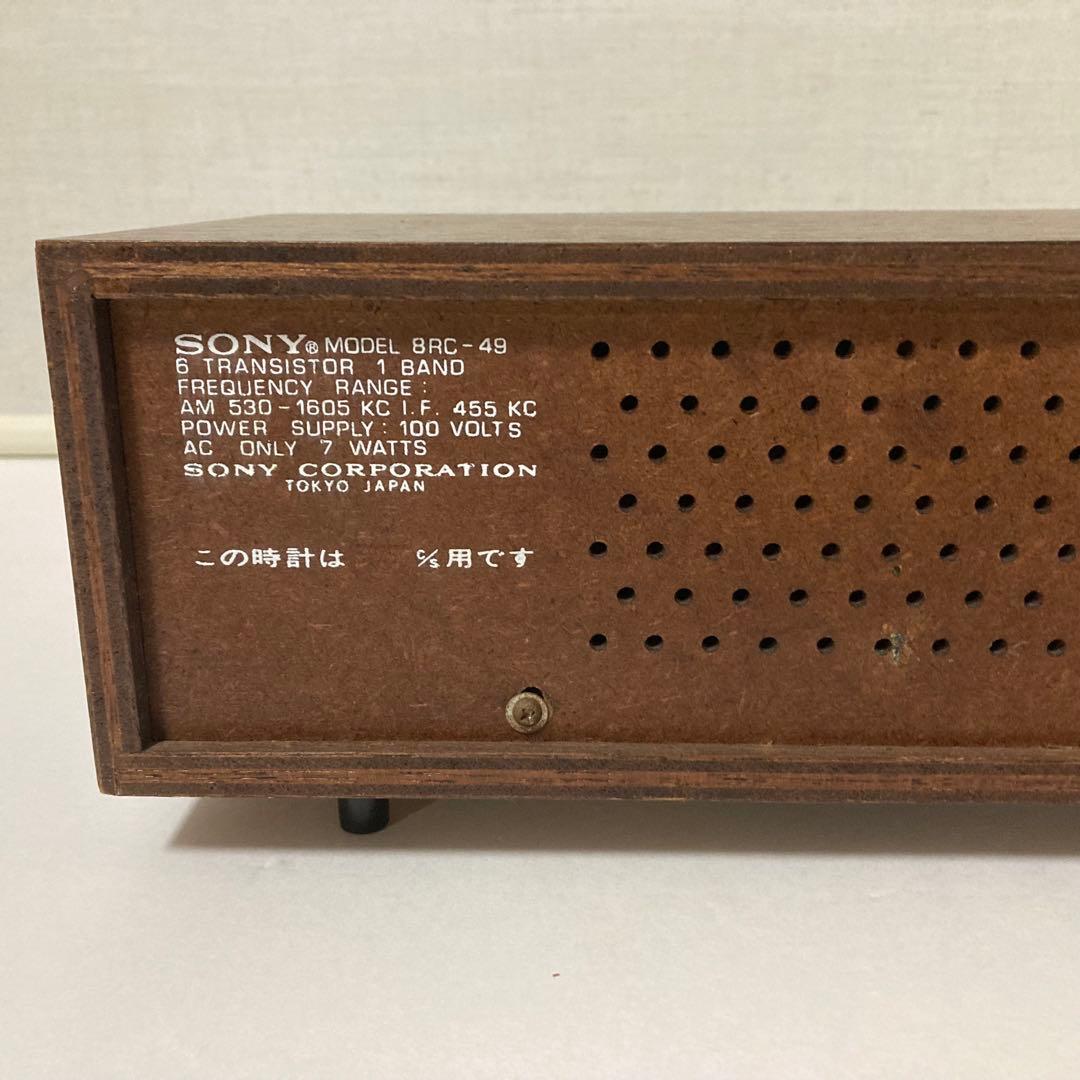 SONY® MODEL 8RC-49
6 TRANSISTOR 1 BAND
FREQUENCY RANGE:
AM 530-1605 KC I.F. 455 KC
POWER SUPPLY: 100 VOLTS
AC ONLY 7 WATTS
SONY CORPORATION
TOKYO JAPAN
この時計は c/s用です